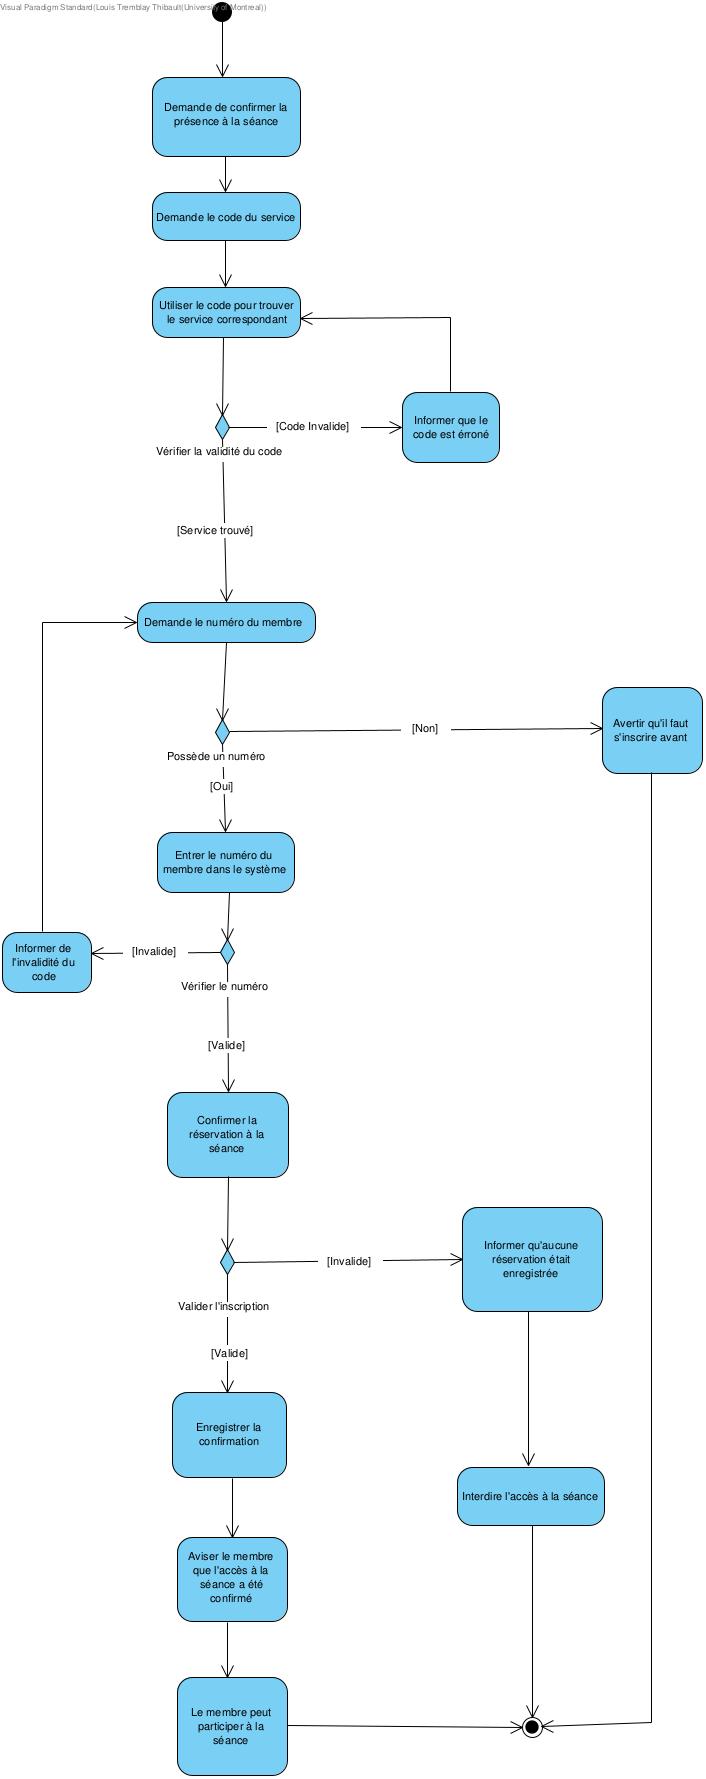 Visual Paradigm Standard(Louis Tremblay Thibault(University of Montreal))
Demande de confirmer la
présence à la séance
Demande le code du service
Utiliser le code pour trouver
le service correspondant
[Code Invalide]
Informer que le
code est érroné
Vérifier la validité du code
[Service trouvé]
Demande le numéro du membre
[Non]
Avertir qu'il faut
s'inscrire avant
Possède un numéro
[Oui]
Entrer le numéro du
membre dans le système
[Invalide]
Informer de
l'invalidité du
code
Vérifier le numéro
[Valide]
Confirmer la
réservation à la
séance
[Invalide]
Informer qu'aucune
réservation était
enregistrée
Valider l'inscription
[Valide]
Enregistrer la
confirmation
Interdire l'accès à la séance
Aviser le membre
que l'accès à la
séance a été
confirmé
Le membre peut
participer à la
séance